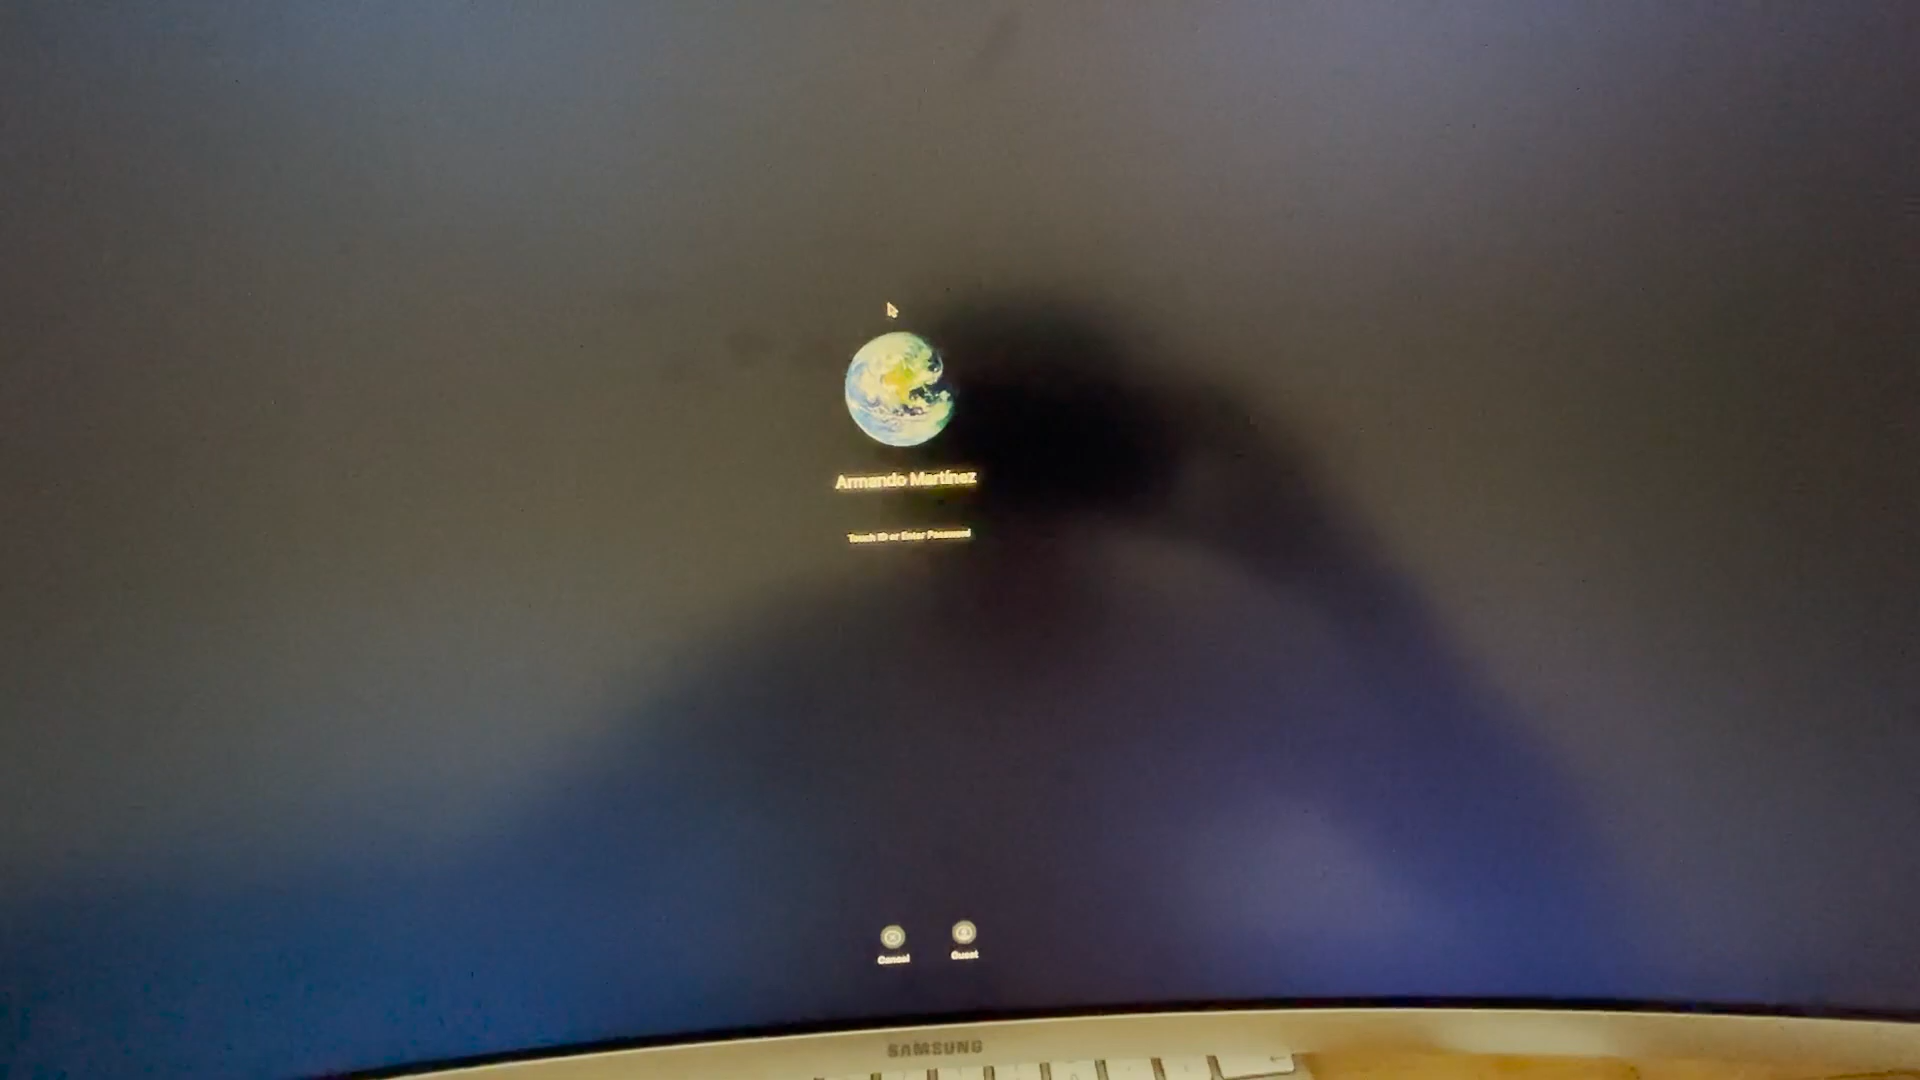 Armando Martínez
Touch ID or Enter Password
Cancel
Guest
SAMSUNG